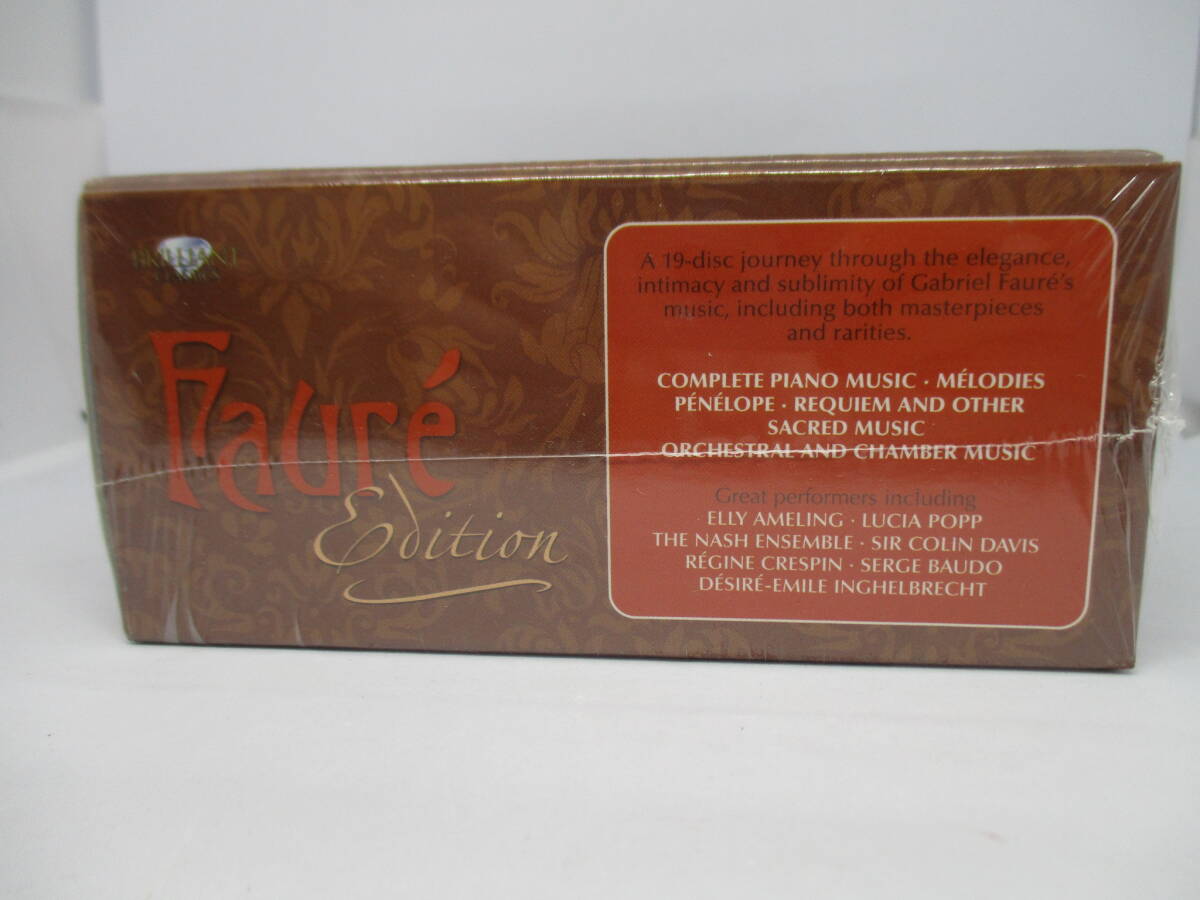 BRILLIANT
CLASSICS
Fauré
Edition
A 19-disc journey through the elegance,
intimacy and sublimity of Gabriel Fauré's
music, including both masterpieces
and rarities.
COMPLETE PIANO MUSIC · MÉLODIES
PÉNÉLOPE · REQUIEM AND OTHER
SACRED MUSIC
ORCHESTRAL AND CHAMBER MUSIC
Great performers including
ELLY AMELING · LUCIA POPP
THE NASH ENSEMBLE · SIR COLIN DAVIS
RÉGINE CRESPIN · SERGE BAUDO
DÉSIRÉ-EMILE INGHELBRECHT